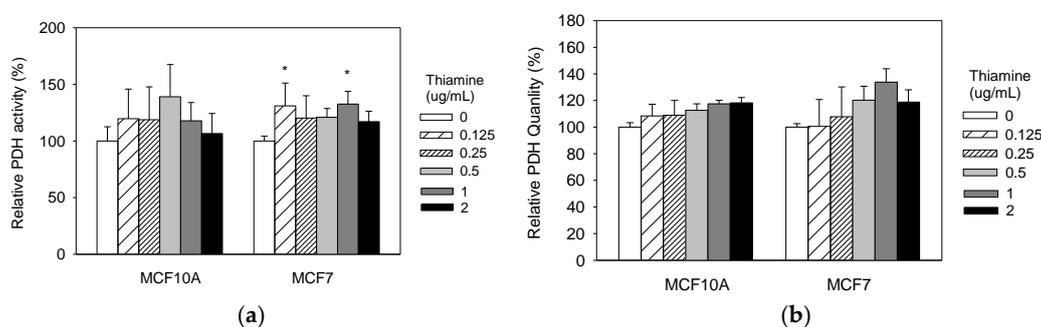 Relative PDH activity (%)
200
150
100
50
0
* *
MCF10A MCF7
Thiamine
(ug/mL)
0
0.125
0.25
0.5
1
2
(a)
Relative PDH Quanlity (%)
180
160
140
120
100
80
60
40
20
0
MCF10A MCF7
Thiamine
(ug/mL)
0
0.125
0.25
0.5
1
2
(b)